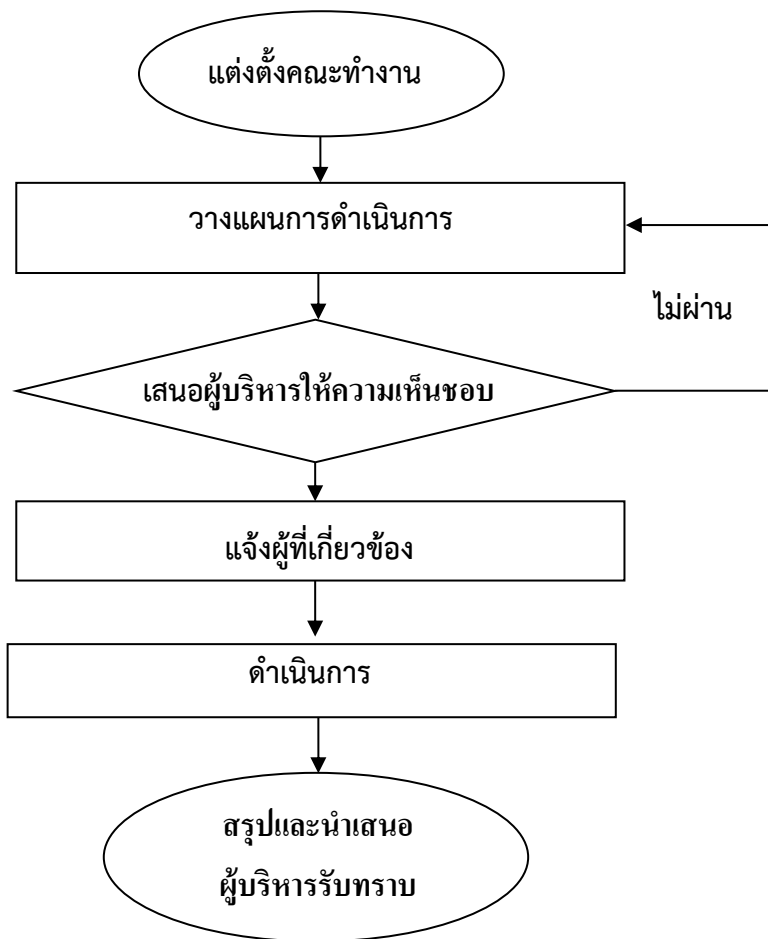 แต่งตั้งคณะทำงาน
วางแผนการดำเนินการ
ไม่ผ่าน
เสนอผู้บริหารให้ความเห็นชอบ
แจ้งผู้ที่เกี่ยวข้อง
ดำเนินการ
สรุปและนำเสนอ
ผู้บริหารรับทราบ